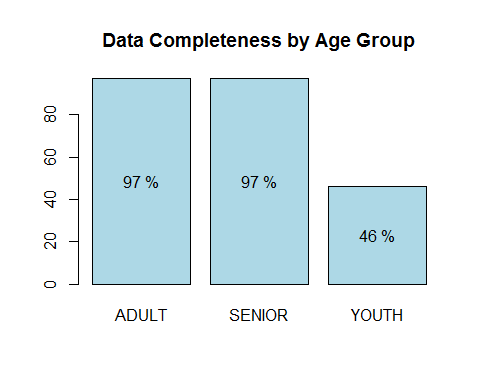 Data Completeness by Age Group
80
60
40
20
0
97 %
97 %
46 %
ADULT
SENIOR
YOUTH